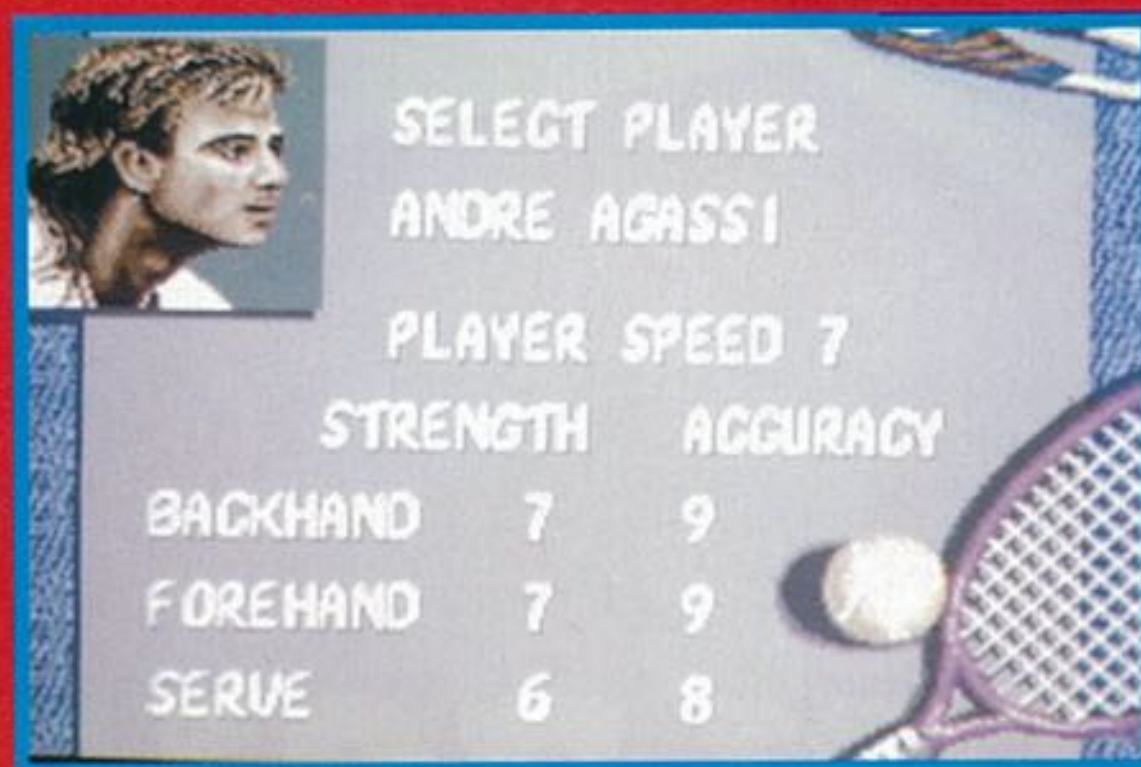 SELECT PLAYER
ANDRE AGASSI
PLAYER SPEED 7
STRENGTH ACCURACY
BACKHAND 7 9
FOREHAND 7 9
SERVE 6 8